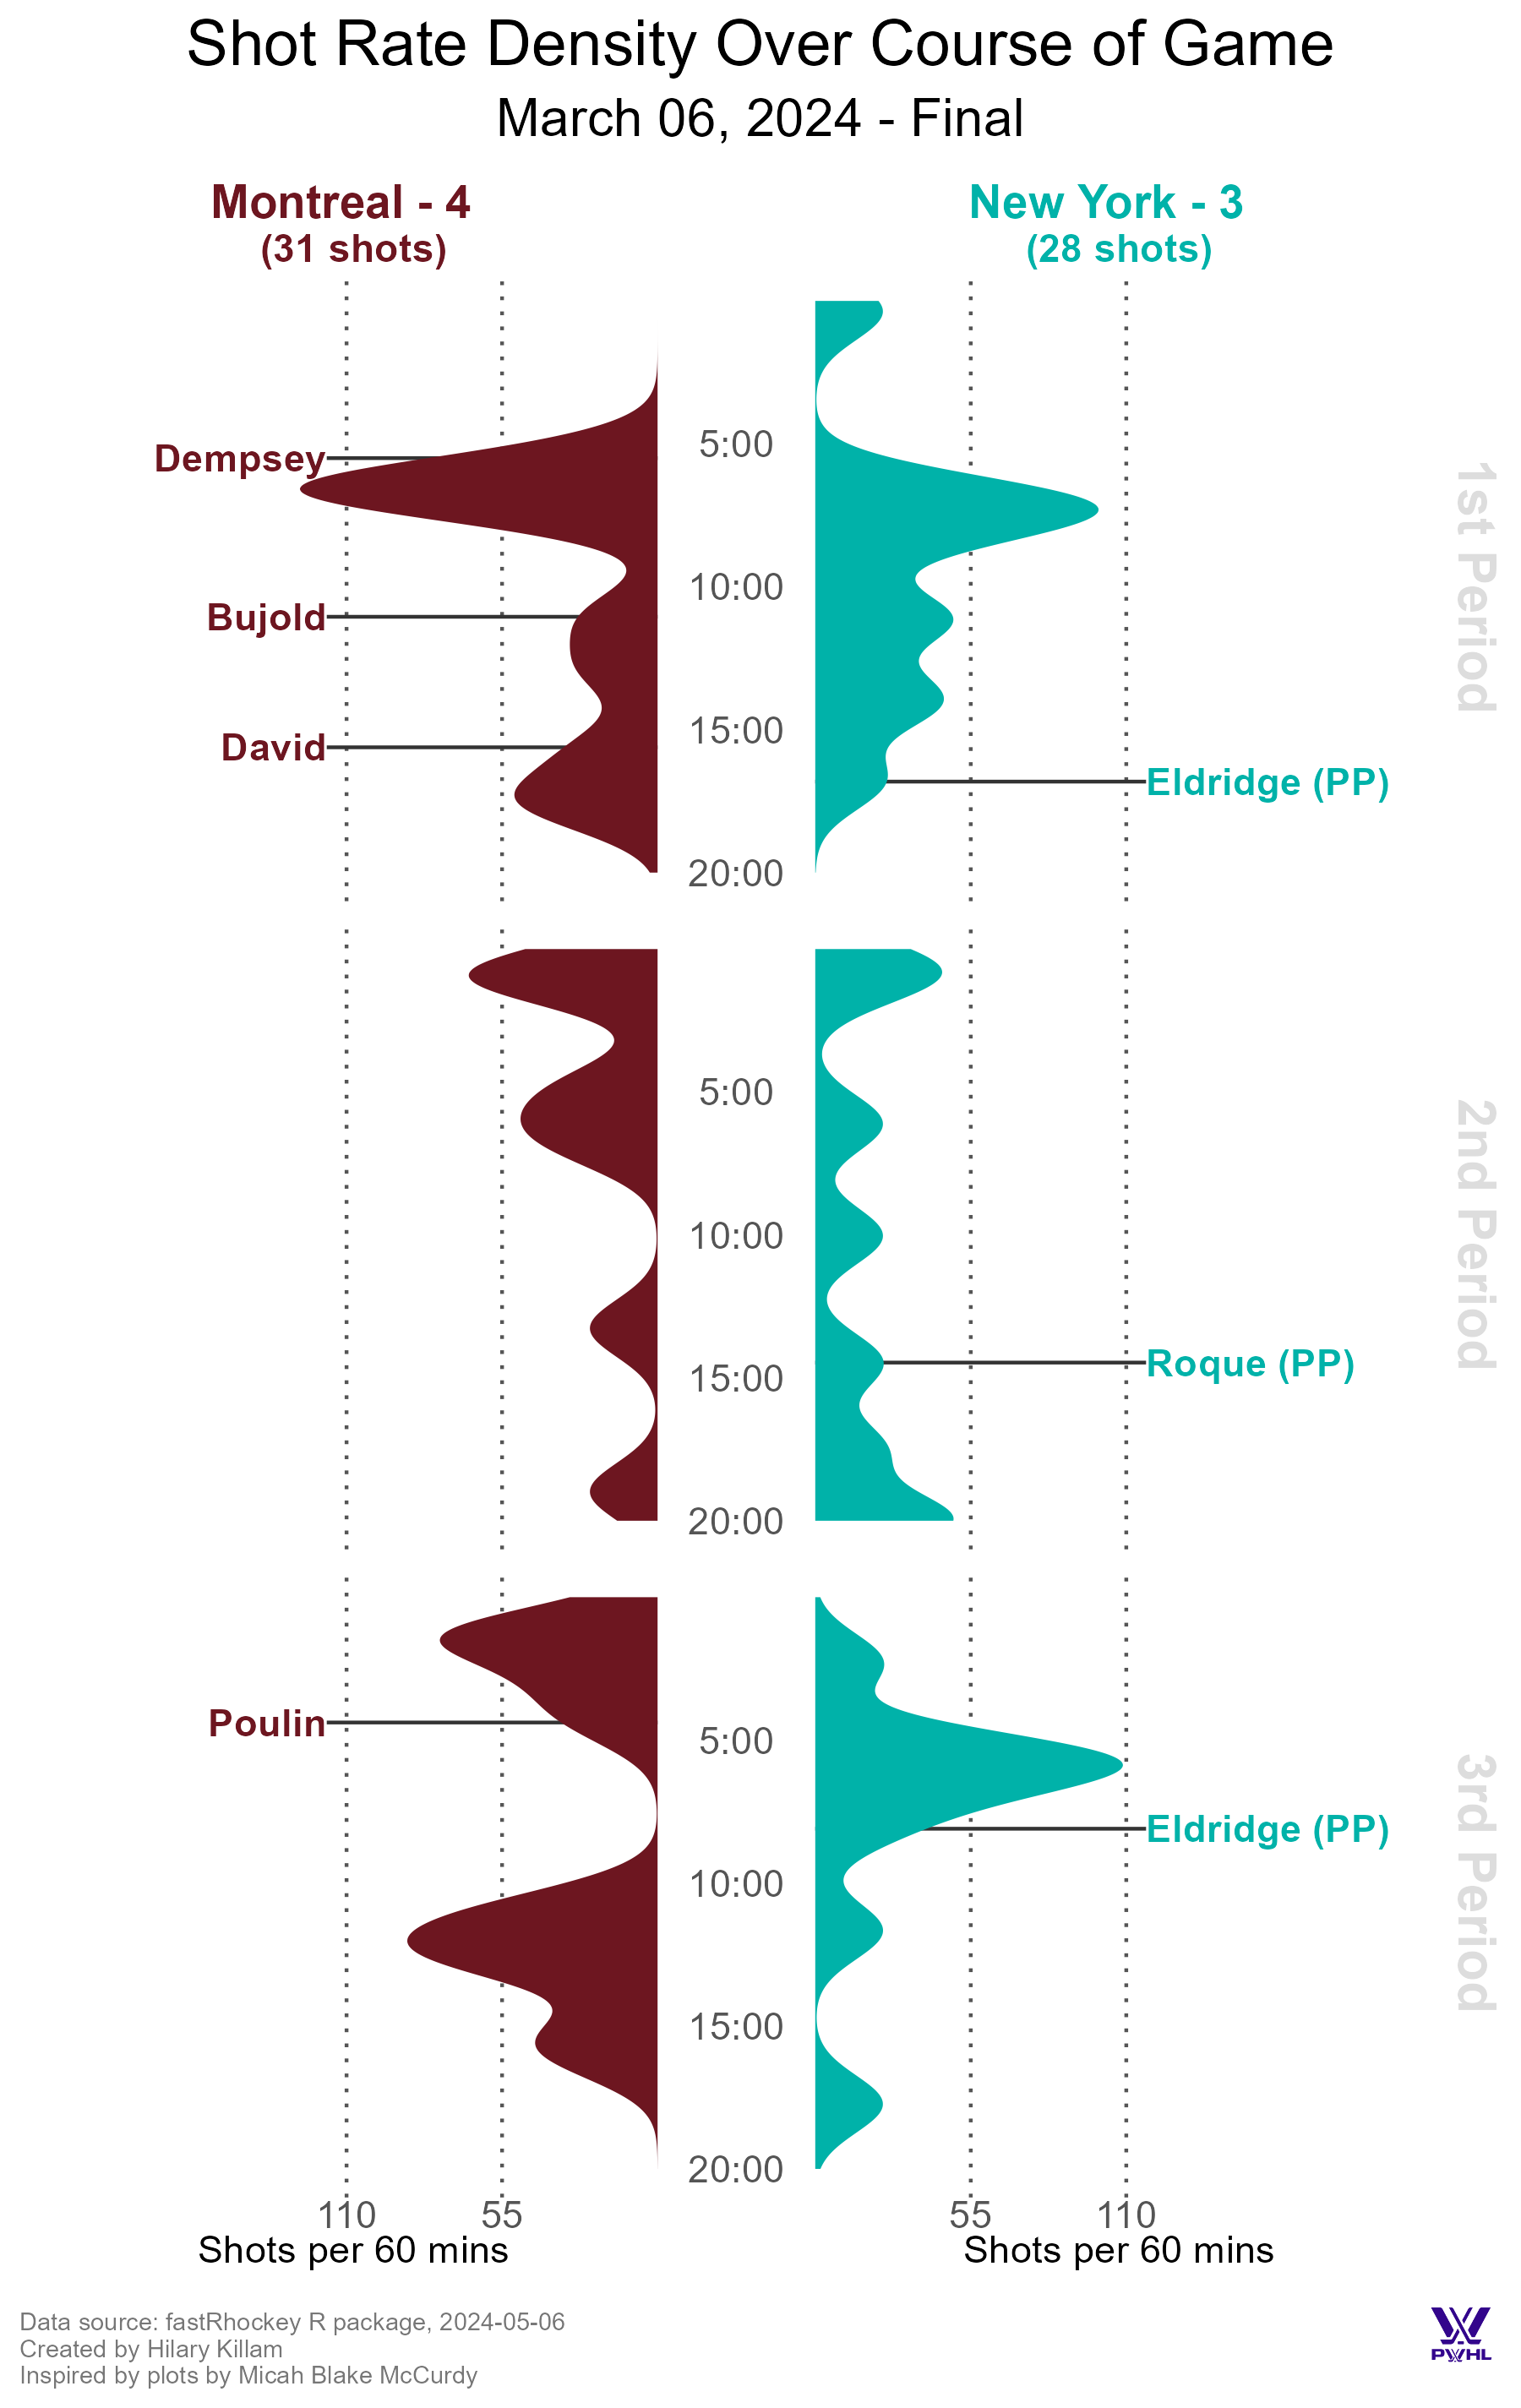 Shot Rate Density Over Course of Game
March 06, 2024 - Final
Montreal - 4
(31 shots)
New York - 3
(28 shots)
Dempsey
Bujold
David
5:00
10:00
15:00
20:00
Eldridge (PP)
1st Period
5:00
10:00
15:00
20:00
Roque (PP)
2nd Period
Poulin
5:00
10:00
15:00
20:00
Eldridge (PP)
3rd Period
110
55
55
110
Shots per 60 mins
Shots per 60 mins
Data source: fastRhockey R package, 2024-05-06
Created by Hilary Killam
Inspired by plots by Micah Blake McCurdy
PWHL